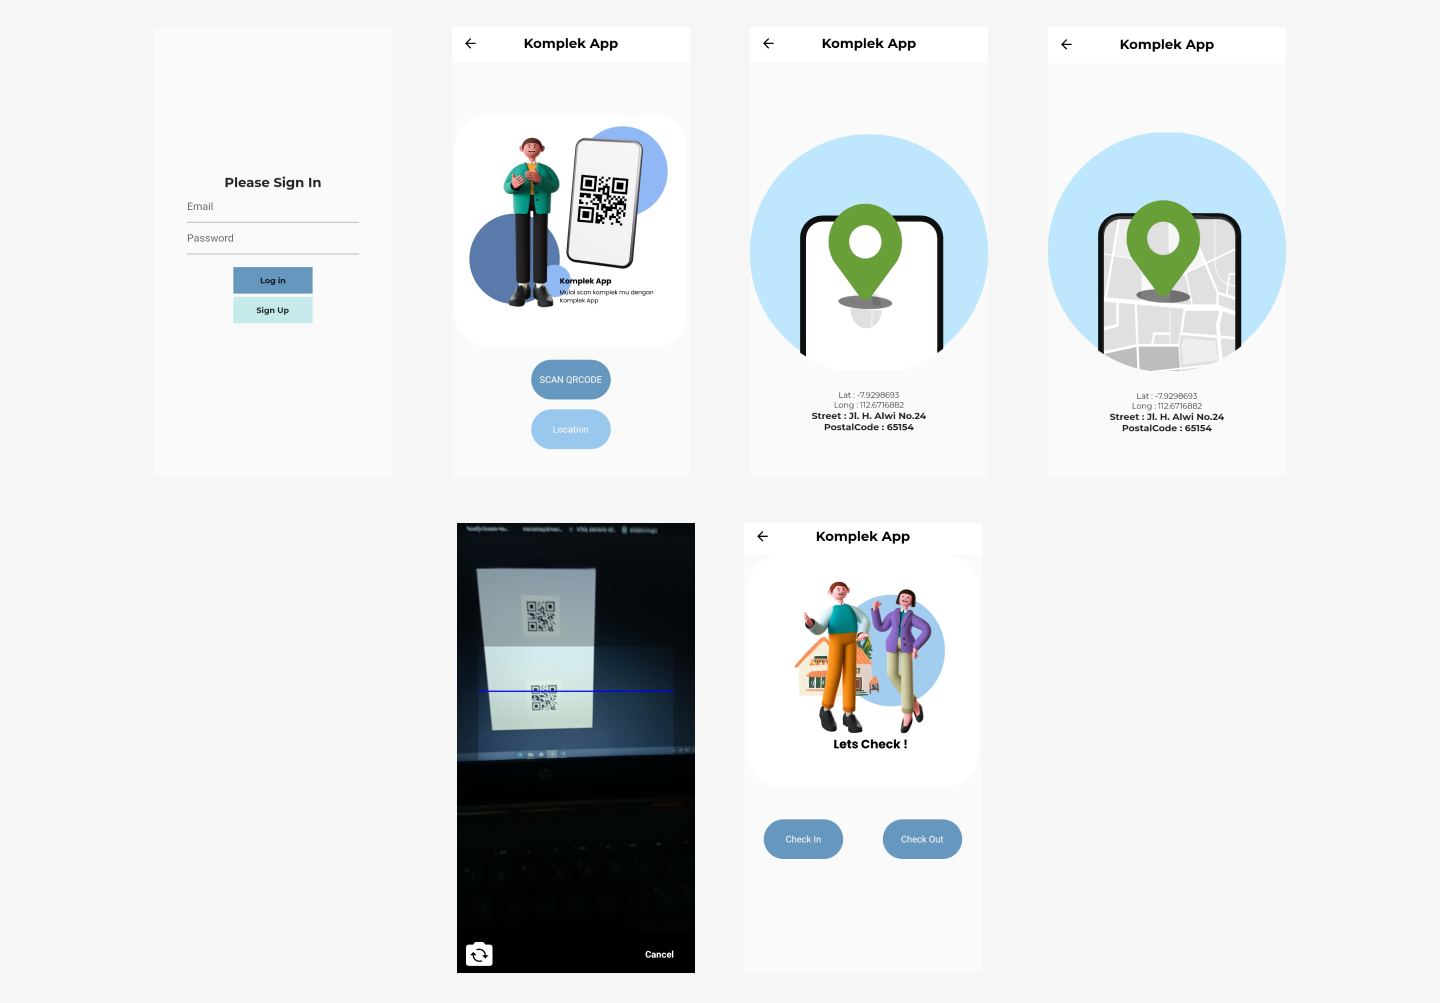 Please Sign In
Email
Password
Log in
Sign Up
Komplek App
Komplek App
Mulai scan komplek mu dengan
Komplek App
SCAN QRCODE
Location
Komplek App
Lat : -7.9298693
Long : 112.6716882
Street : Jl. H. Alwi No.24
PostalCode : 65154
Komplek App
Lat : -7.9298693
Long : 112.6716882
Street : Jl. H. Alwi No.24
PostalCode : 65154
Cancel
Komplek App
Lets Check !
Check In
Check Out